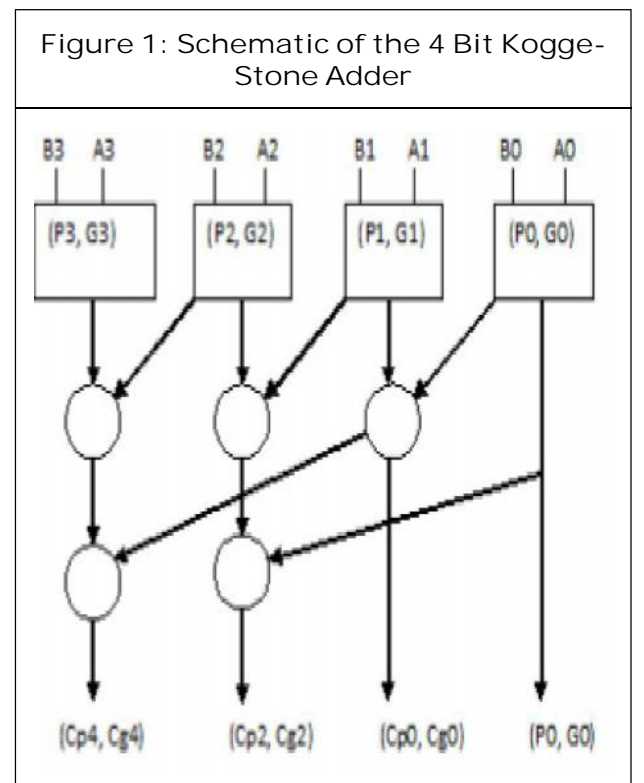 Figure 1: Schematic of the 4 Bit Kogge-
Stone Adder
B3 A3 B2 A2 B1 A1 B0 A0
(P3, G3) (P2, G2) (P1, G1) (P0, G0)
(Cp4, Cg4) (Cp2, Cg2) (Cp0, Cg0) (P0, G0)